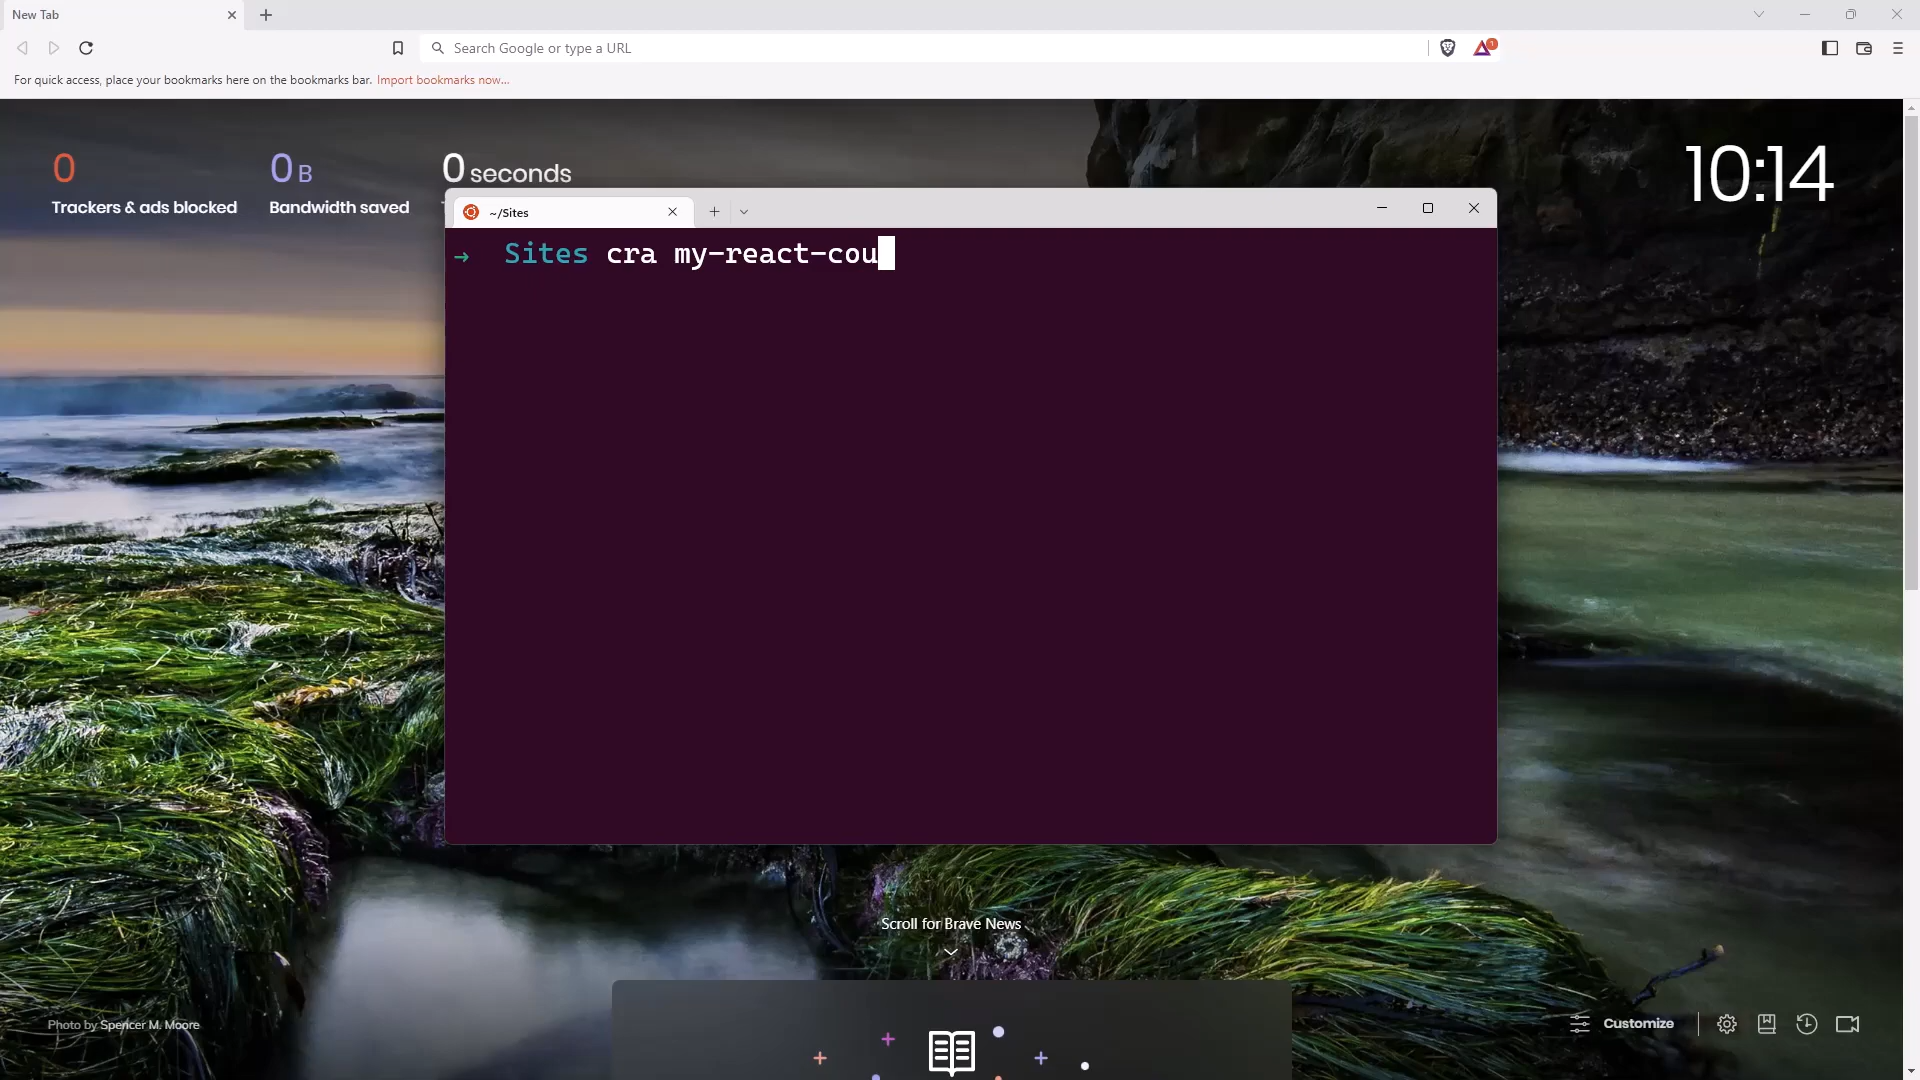 New Tab
Search Google or type a URL
1
For quick access, place your bookmarks here on the bookmarks bar. Import bookmarks now...
0
Trackers & ads blocked
0 B
Bandwidth saved
0 seconds
10:14
~/Sites
→ Sites cra my-react-cou
Scroll for Brave News
Photo by Spencer M. Moore
Customize